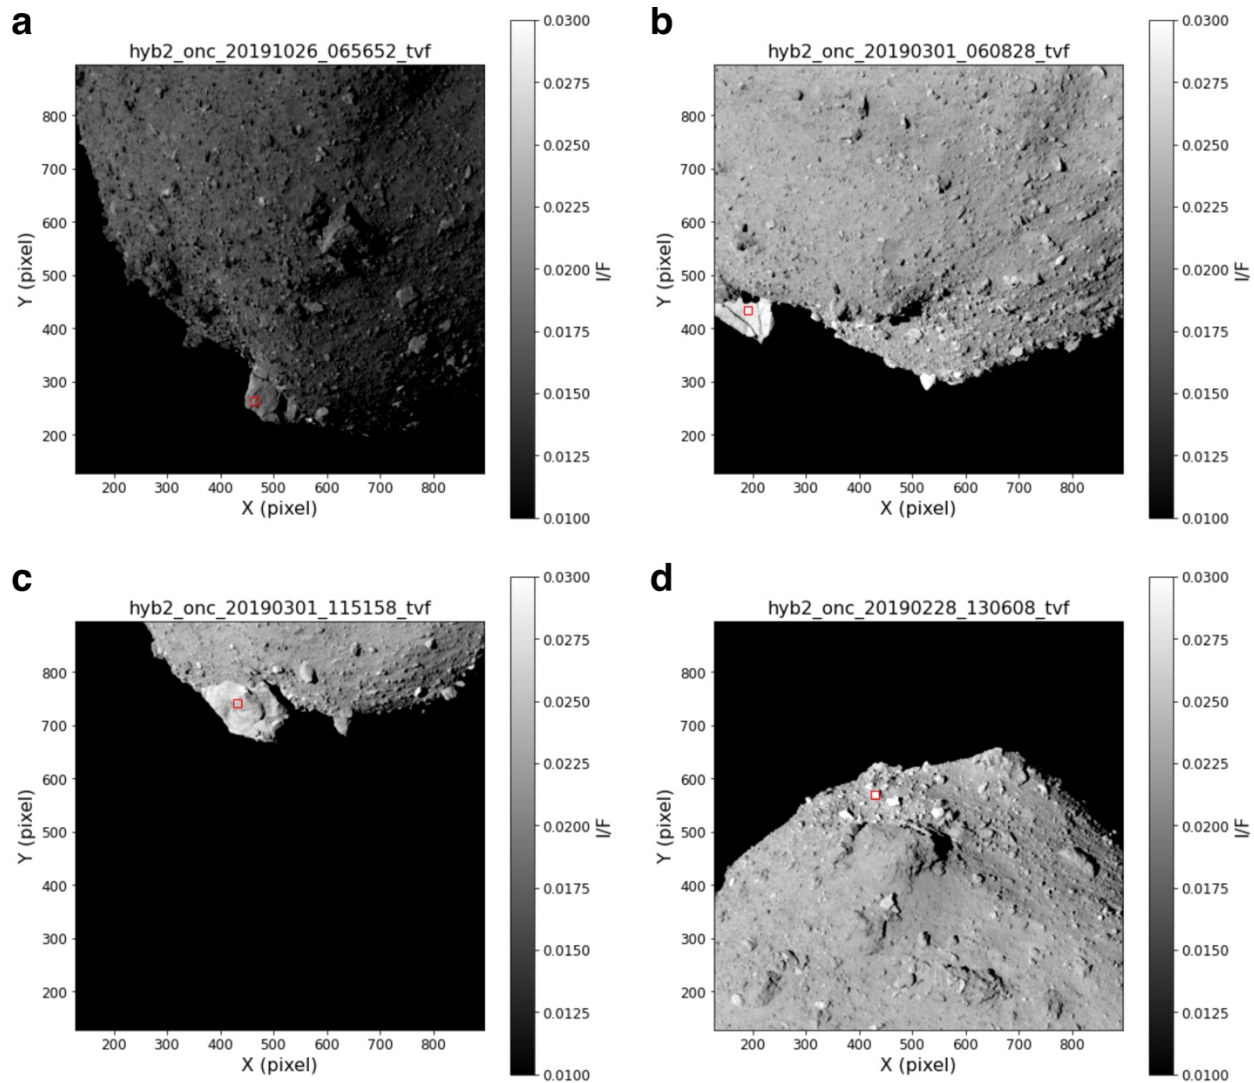 a
hyb2_onc_20191026_065652_tvf
800
700
600
500
400
300
200
Y (pixel)
200 300 400 500 600 700 800
X (pixel)
0.0300
0.0275
0.0250
0.0225
0.0200
0.0175
0.0150
0.0125
0.0100
I/F
b
hyb2_onc_20190301_060828_tvf
800
700
600
500
400
300
200
Y (pixel)
200 300 400 500 600 700 800
X (pixel)
0.0300
0.0275
0.0250
0.0225
0.0200
0.0175
0.0150
0.0125
0.0100
I/F
c
hyb2_onc_20190301_115158_tvf
800
700
600
500
400
300
200
Y (pixel)
200 300 400 500 600 700 800
X (pixel)
0.0300
0.0275
0.0250
0.0225
0.0200
0.0175
0.0150
0.0125
0.0100
I/F
d
hyb2_onc_20190228_130608_tvf
800
700
600
500
400
300
200
Y (pixel)
200 300 400 500 600 700 800
X (pixel)
0.0300
0.0275
0.0250
0.0225
0.0200
0.0175
0.0150
0.0125
0.0100
I/F